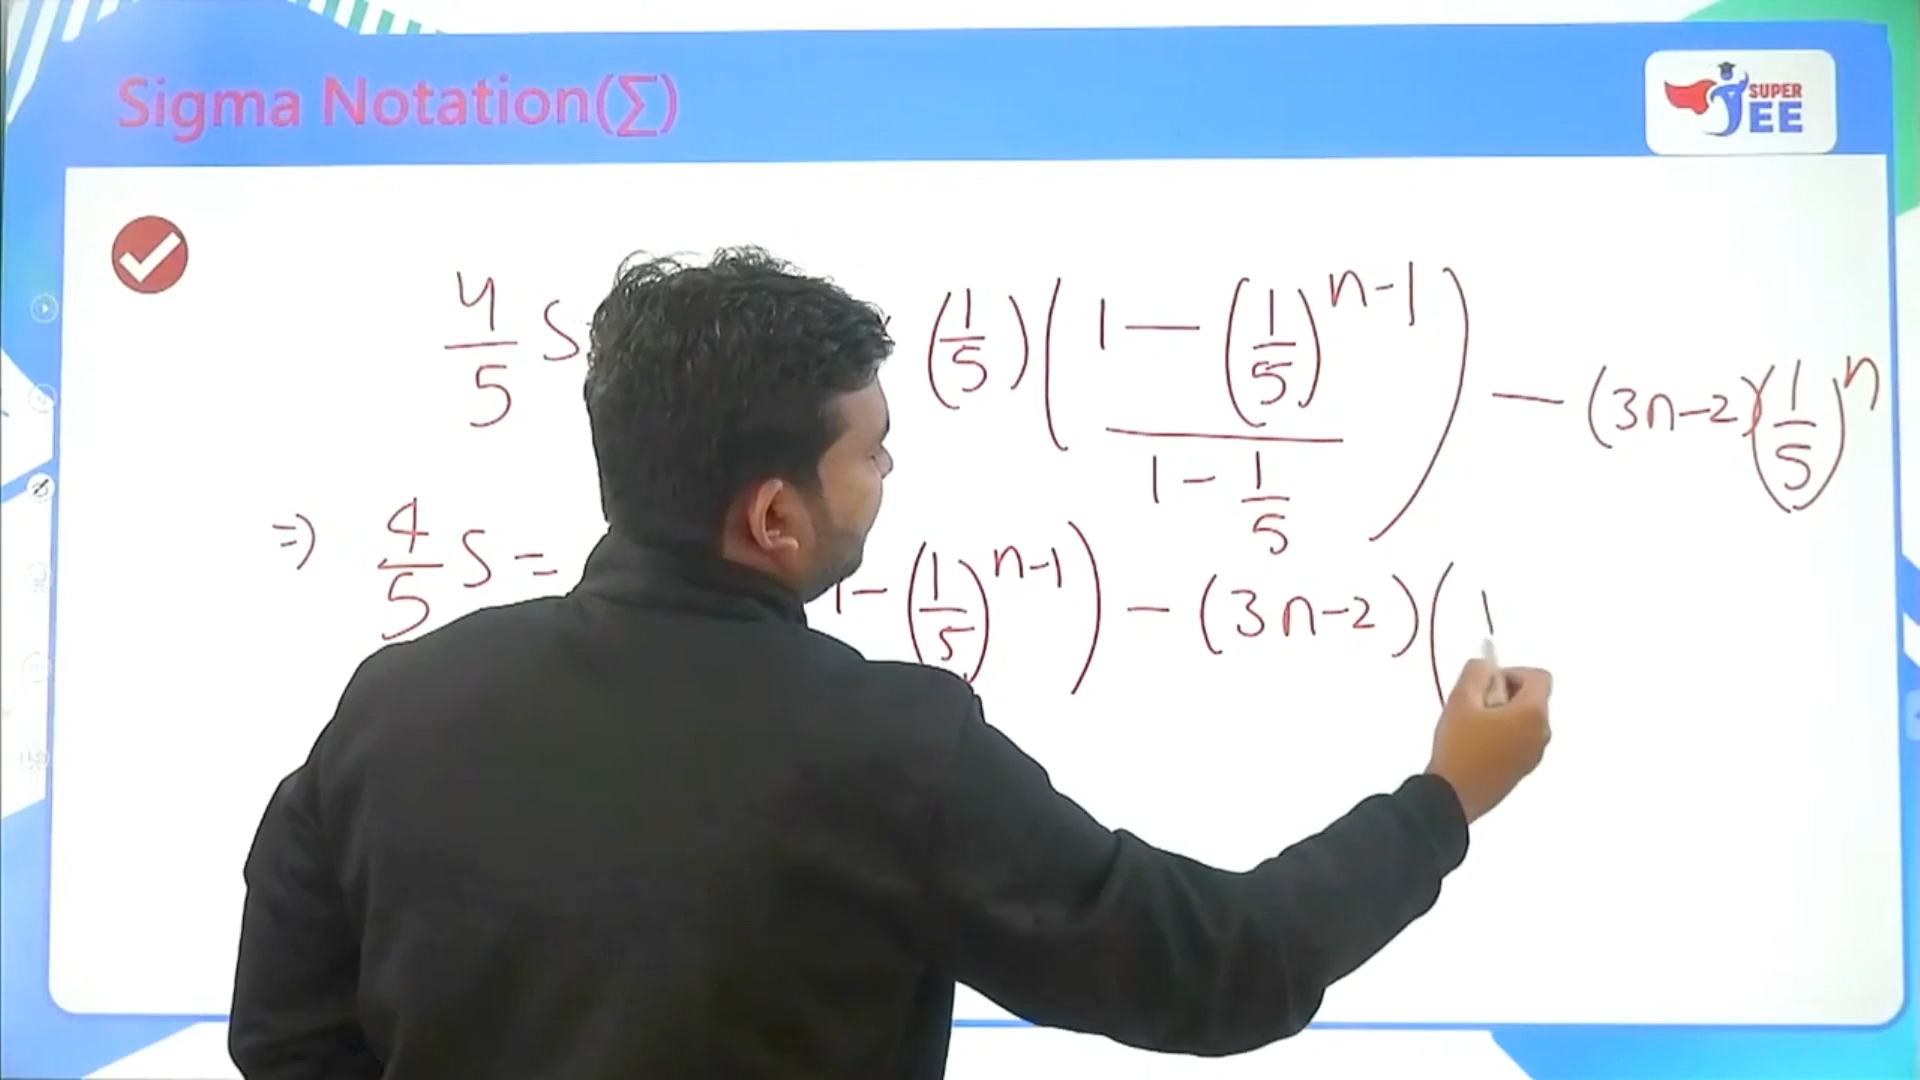 Sigma Notation(∑)
SUPER
JEE
4/5 S (1/5) ( (1 − (1/5)^(n−1)) / (1 − 1/5) ) − (3n−2)(1/5)^n
⇒ 4/5 S = 1 − (1/5)^(n−1) ) − (3n−2) ( 1